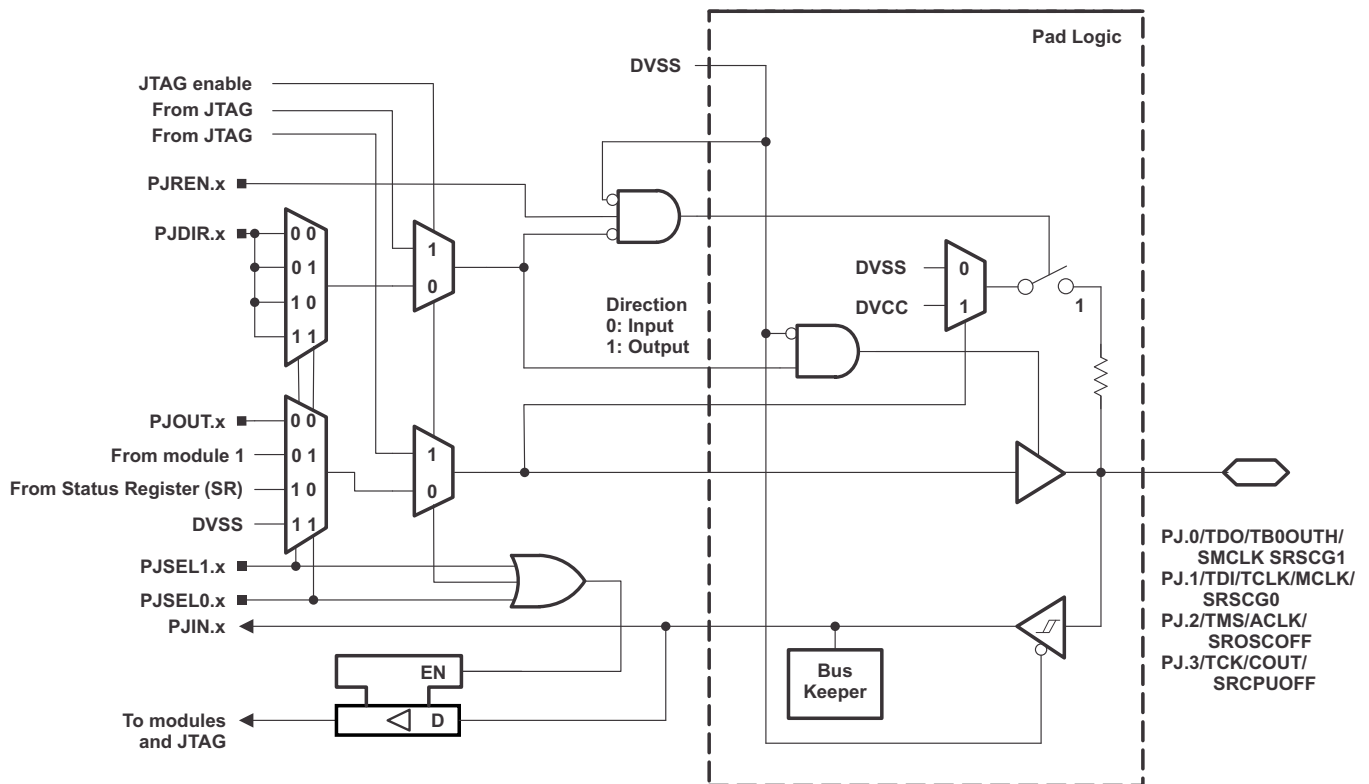 Pad Logic
DVSS
JTAG enable
From JTAG
From JTAG
PJREN.x
PJDIR.x
0 0
0 1
1 0
1 1
1
0
Direction
0: Input
1: Output
DVSS
DVCC
0
1
1
PJOUT.x
From module 1
From Status Register (SR)
DVSS
0 0
0 1
1 0
1 1
1
0
PJSEL1.x
PJSEL0.x
PJIN.x
EN
D
To modules
and JTAG
Bus
Keeper
PJ.0/TDO/TB0OUTH/
SMCLK SRSCG1
PJ.1/TDI/TCLK/MCLK/
SRSCG0
PJ.2/TMS/ACLK/
SROSCOFF
PJ.3/TCK/COUT/
SRCPUOFF